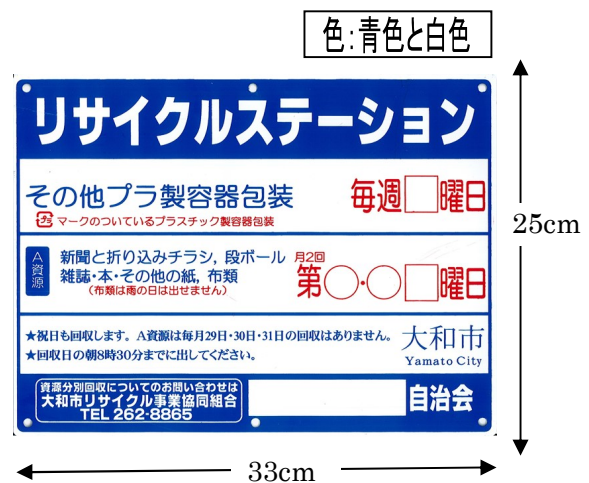 色:青色と白色
リサイクルステーション
その他プラ製容器包装
プラ マークのついているプラスチック製容器包装
毎週□曜日
A資源
新聞と折り込みチラシ, 段ボール
雑誌・本・その他の紙, 布類
(布類は雨の日は出せません)
月2回
第○・○□曜日
★祝日も回収します。A資源は毎月29日・30日・31日の回収はありません。
★回収日の朝8時30分までに出してください。
大和市
Yamato City
資源分別回収についてのお問い合わせは
大和市リサイクル事業協同組合
TEL 262-8865
自治会
25cm
33cm